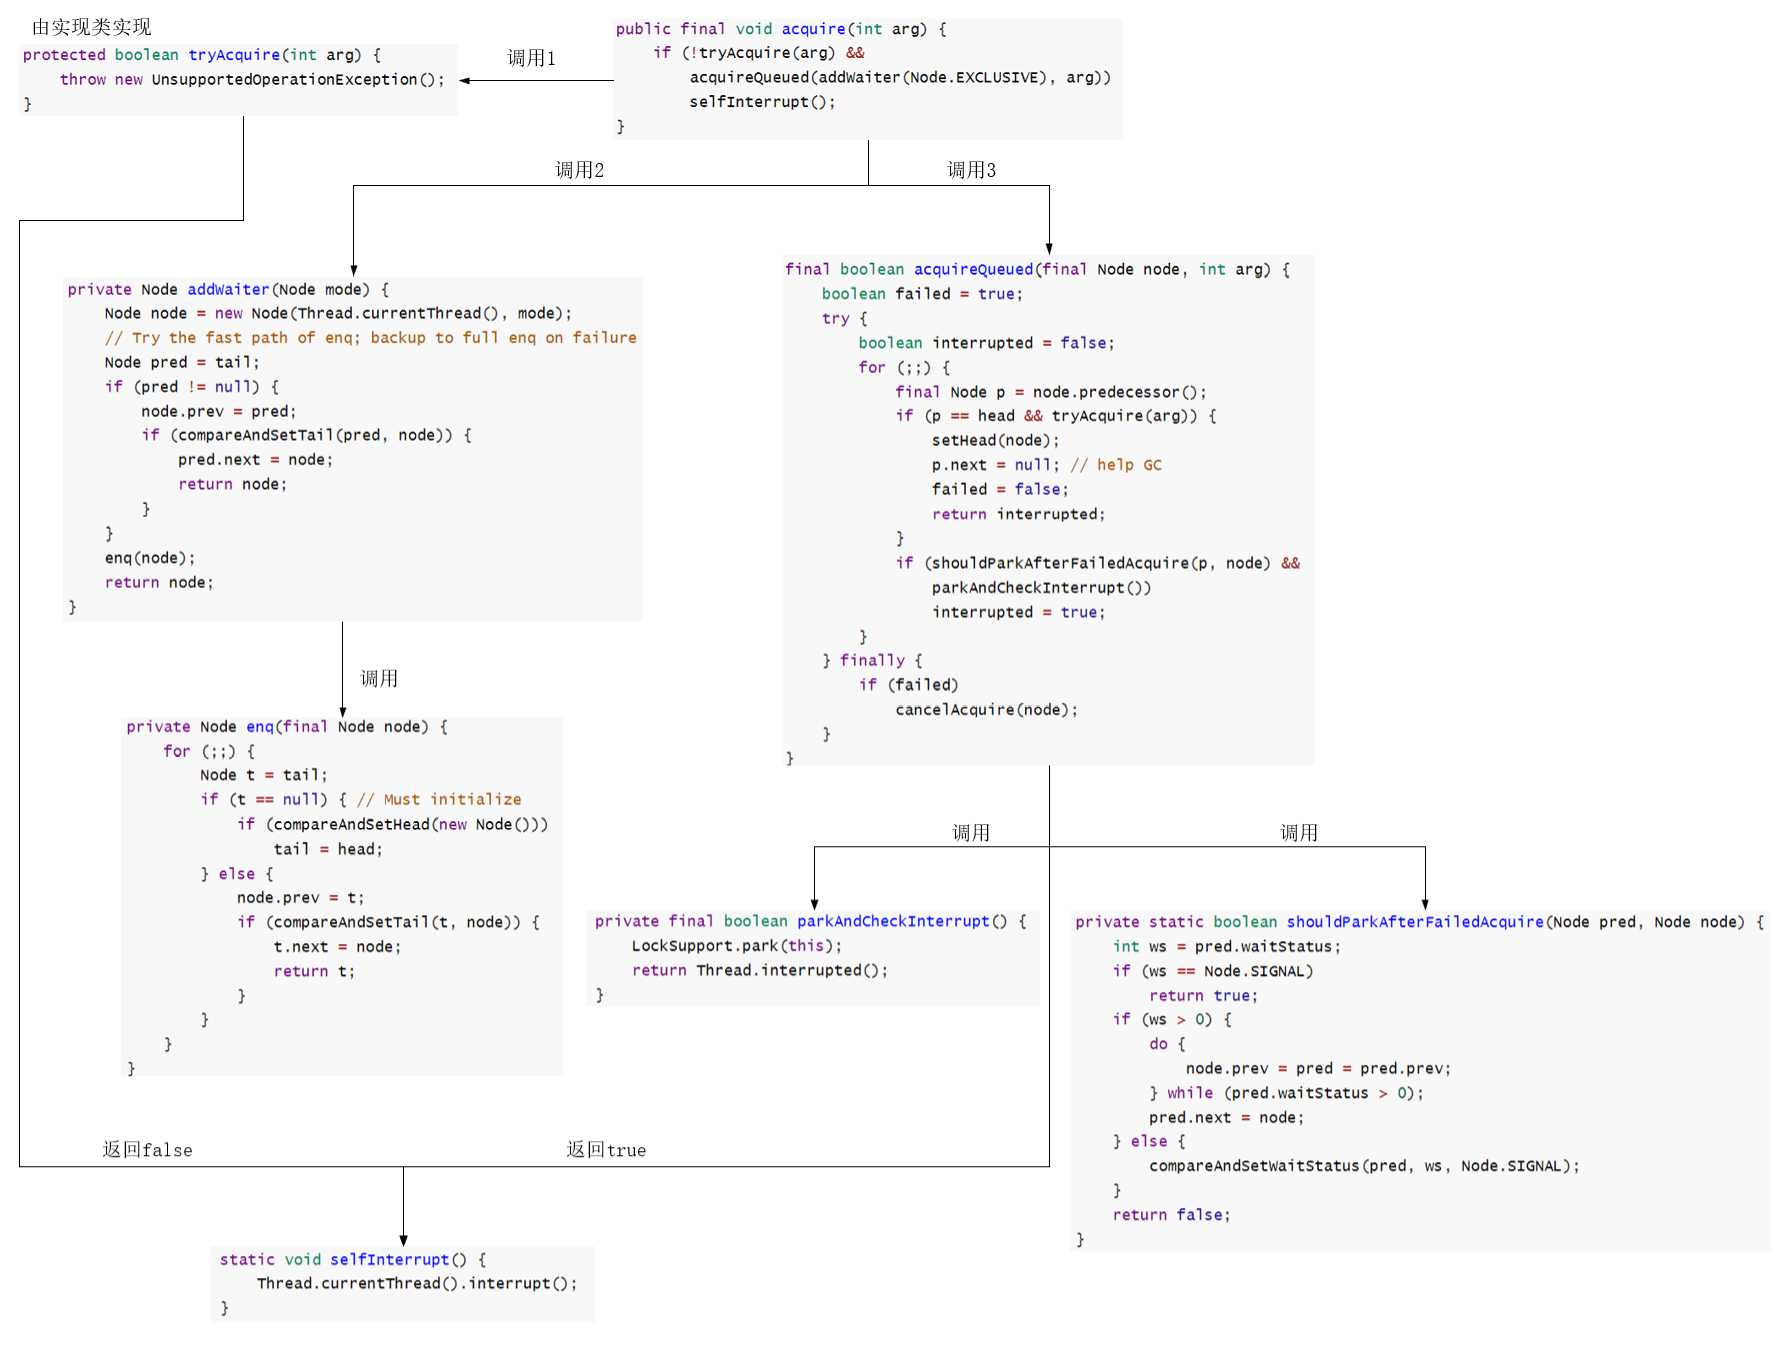 由实现类实现
protected boolean tryAcquire(int arg) {
    throw new UnsupportedOperationException();
}
调用1
public final void acquire(int arg) {
    if (!tryAcquire(arg) &&
        acquireQueued(addWaiter(Node.EXCLUSIVE), arg))
        selfInterrupt();
}
调用2
调用3
private Node addWaiter(Node mode) {
    Node node = new Node(Thread.currentThread(), mode);
    // Try the fast path of enq; backup to full enq on failure
    Node pred = tail;
    if (pred != null) {
        node.prev = pred;
        if (compareAndSetTail(pred, node)) {
            pred.next = node;
            return node;
        }
    }
    enq(node);
    return node;
}
final boolean acquireQueued(final Node node, int arg) {
    boolean failed = true;
    try {
        boolean interrupted = false;
        for (;;) {
            final Node p = node.predecessor();
            if (p == head && tryAcquire(arg)) {
                setHead(node);
                p.next = null; // help GC
                failed = false;
                return interrupted;
            }
            if (shouldParkAfterFailedAcquire(p, node) &&
                parkAndCheckInterrupt())
                interrupted = true;
        }
    } finally {
        if (failed)
            cancelAcquire(node);
    }
}
调用
private Node enq(final Node node) {
    for (;;) {
        Node t = tail;
        if (t == null) { // Must initialize
            if (compareAndSetHead(new Node()))
                tail = head;
        } else {
            node.prev = t;
            if (compareAndSetTail(t, node)) {
                t.next = node;
                return t;
            }
        }
    }
}
调用
调用
private final boolean parkAndCheckInterrupt() {
    LockSupport.park(this);
    return Thread.interrupted();
}
private static boolean shouldParkAfterFailedAcquire(Node pred, Node node) {
    int ws = pred.waitStatus;
    if (ws == Node.SIGNAL)
        return true;
    if (ws > 0) {
        do {
            node.prev = pred = pred.prev;
        } while (pred.waitStatus > 0);
        pred.next = node;
    } else {
        compareAndSetWaitStatus(pred, ws, Node.SIGNAL);
    }
    return false;
}
返回false
返回true
static void selfInterrupt() {
    Thread.currentThread().interrupt();
}